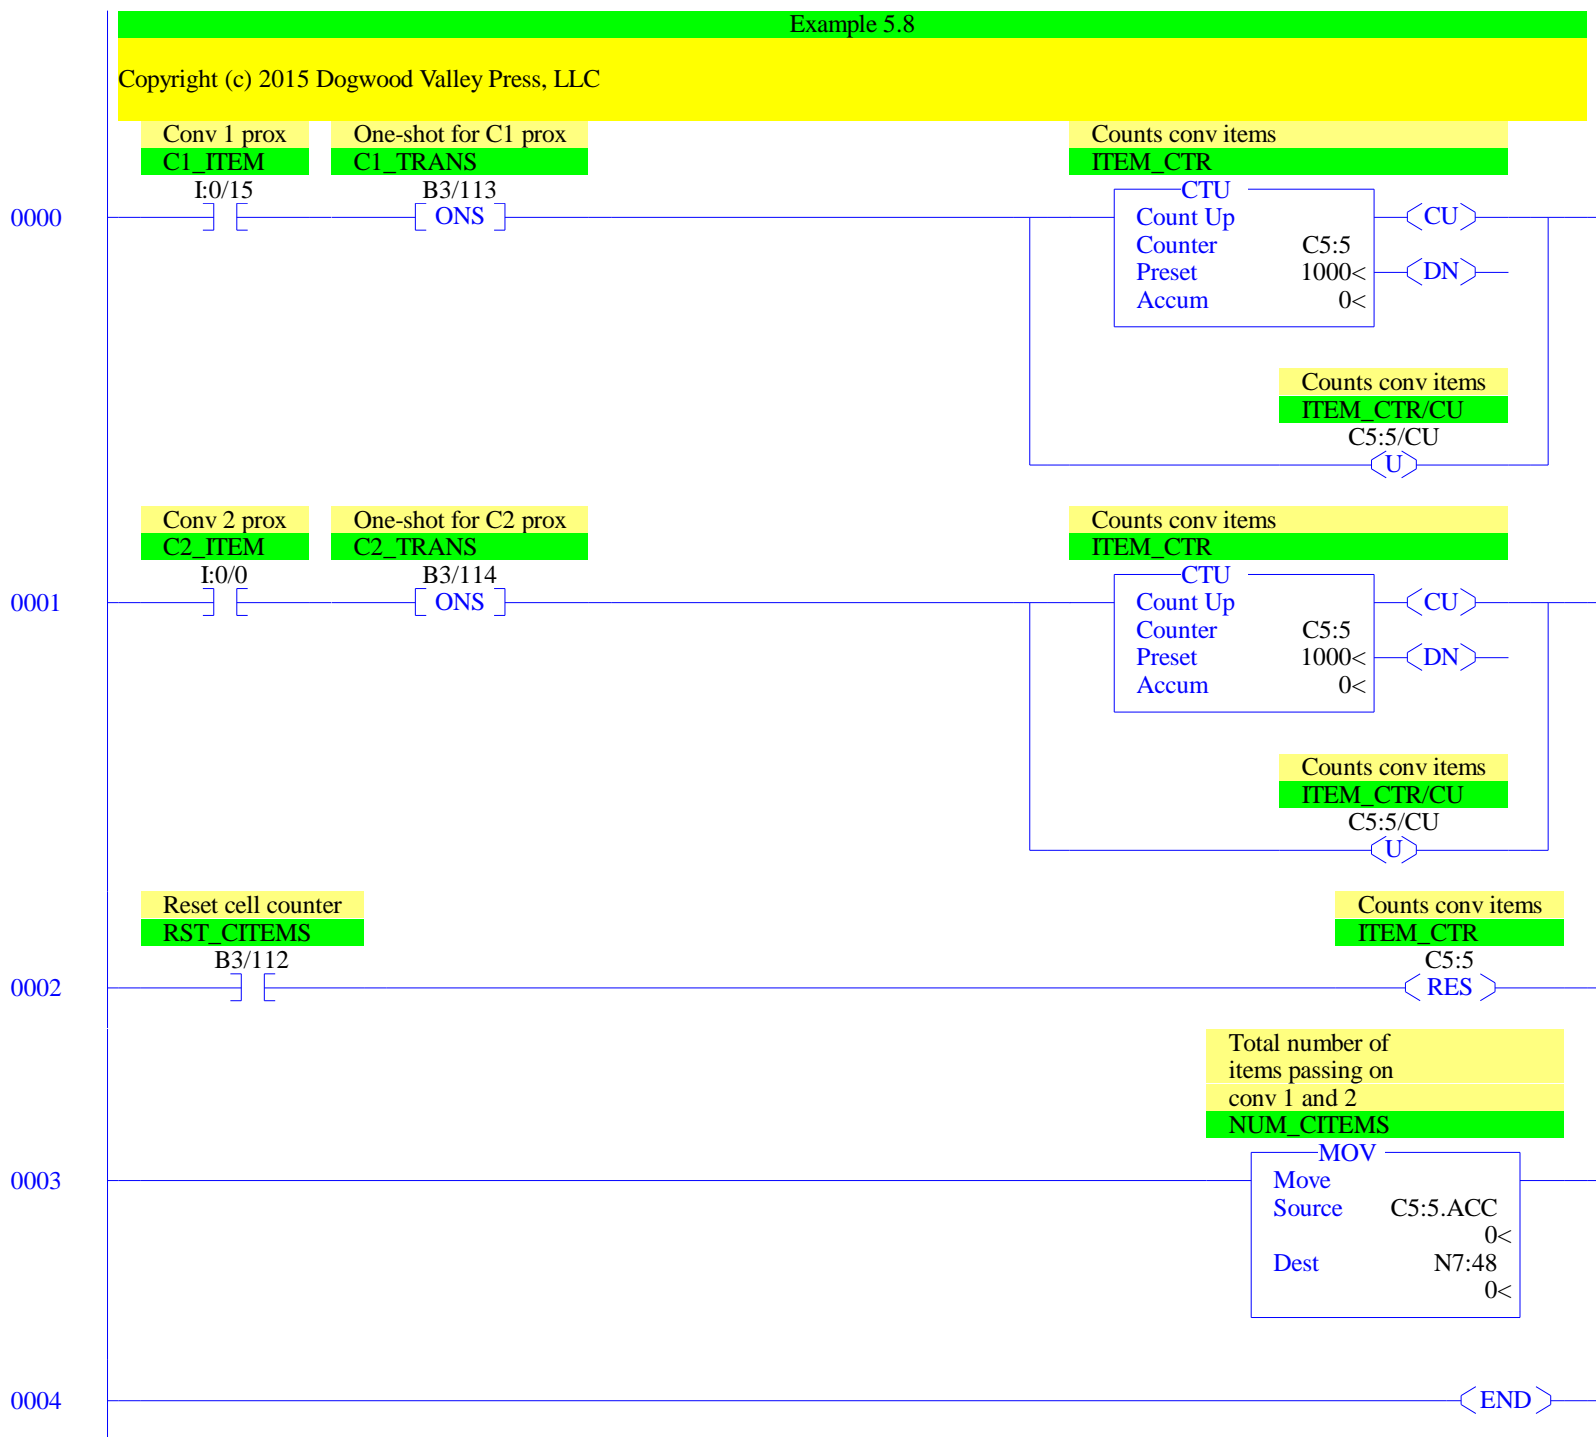 Example 5.8
Copyright (c) 2015 Dogwood Valley Press, LLC
Conv 1 prox One-shot for C1 prox Counts conv items
C1_ITEM C1_TRANS ITEM_CTR
I:0/15 B3/113 CTU
0000 ONS Count Up CU
Counter C5:5
Preset 1000< DN
Accum 0<
Counts conv items
ITEM_CTR/CU
C5:5/CU
U
Conv 2 prox One-shot for C2 prox Counts conv items
C2_ITEM C2_TRANS ITEM_CTR
I:0/0 B3/114 CTU
0001 ONS Count Up CU
Counter C5:5
Preset 1000< DN
Accum 0<
Counts conv items
ITEM_CTR/CU
C5:5/CU
U
Reset cell counter Counts conv items
RST_CITEMS ITEM_CTR
B3/112 C5:5
0002 RES
Total number of
items passing on
conv 1 and 2
NUM_CITEMS
MOV
0003 Move
Source C5:5.ACC
0<
Dest N7:48
0<
0004 END